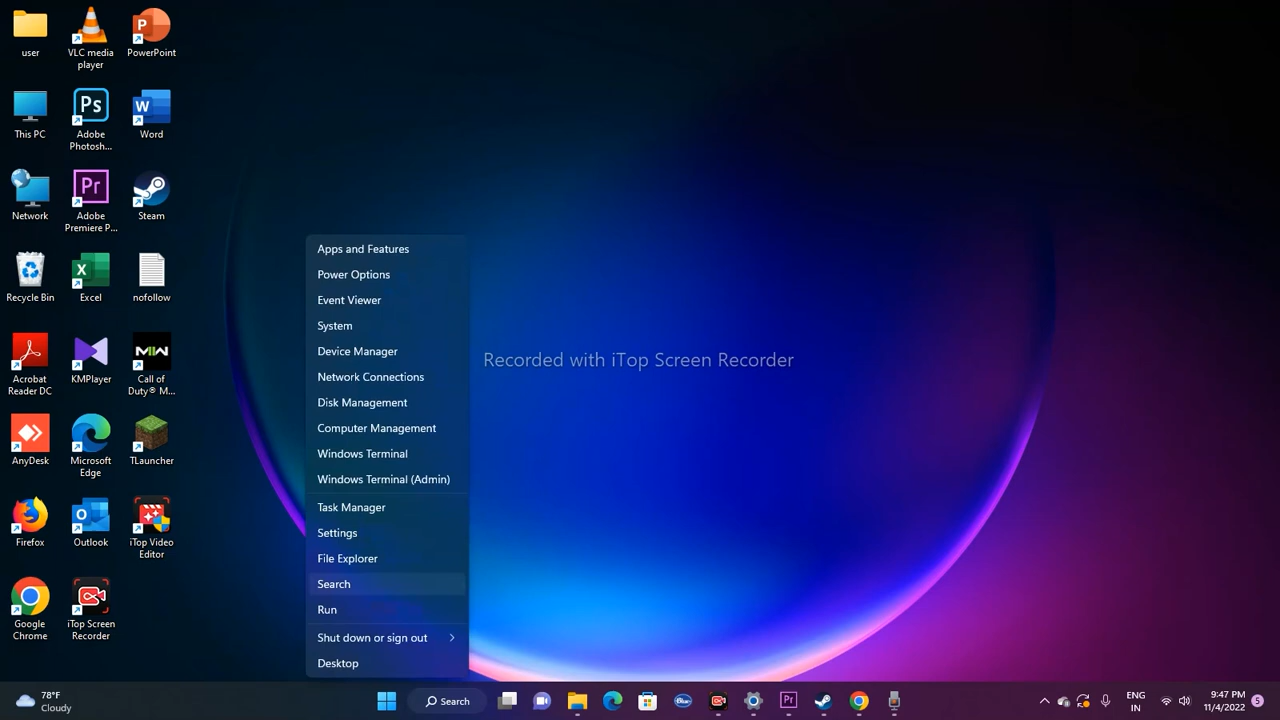 user
VLC media
player
PowerPoint
This PC
Adobe
Photosh...
Word
Network
Adobe
Premiere P...
Steam
Recycle Bin
Excel
nofollow
Acrobat
Reader DC
KMPlayer
Call of
Duty® M...
AnyDesk
Microsoft
Edge
TLauncher
Firefox
Outlook
iTop Video
Editor
Google
Chrome
iTop Screen
Recorder
Apps and Features
Power Options
Event Viewer
System
Device Manager
Network Connections
Disk Management
Computer Management
Windows Terminal
Windows Terminal (Admin)
Task Manager
Settings
File Explorer
Search
Run
Shut down or sign out
Desktop
Recorded with iTop Screen Recorder
78°F
Cloudy
Search
ENG
IN
9:47 PM
11/4/2022
5